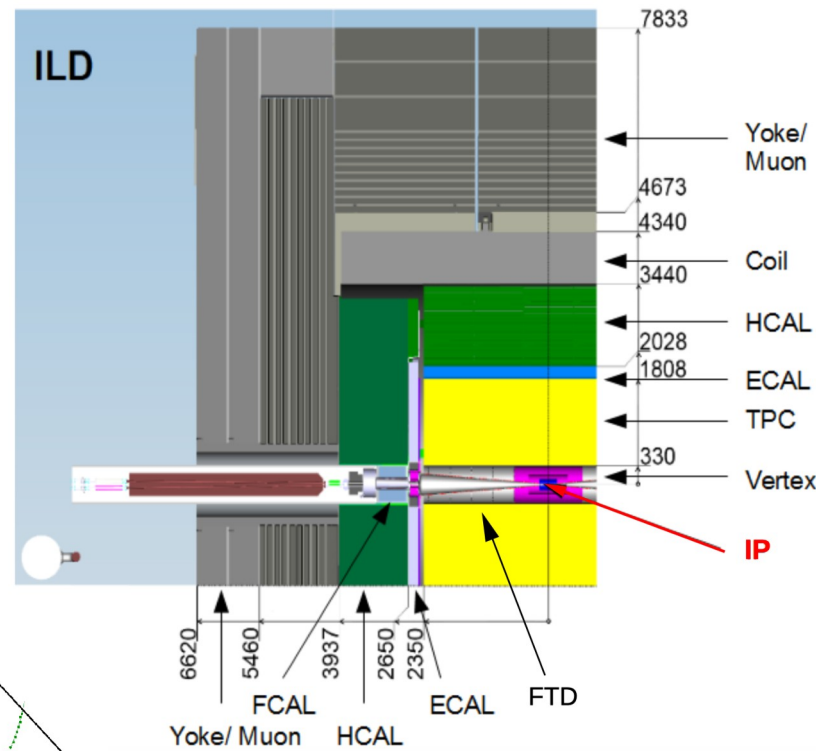 ILD
7833
Yoke/
Muon
4673
4340
Coil
3440
HCAL
2028
1808
ECAL
TPC
330
Vertex
IP
6620
5460
3937
2650
2350
FCAL
ECAL
FTD
Yoke/ Muon
HCAL